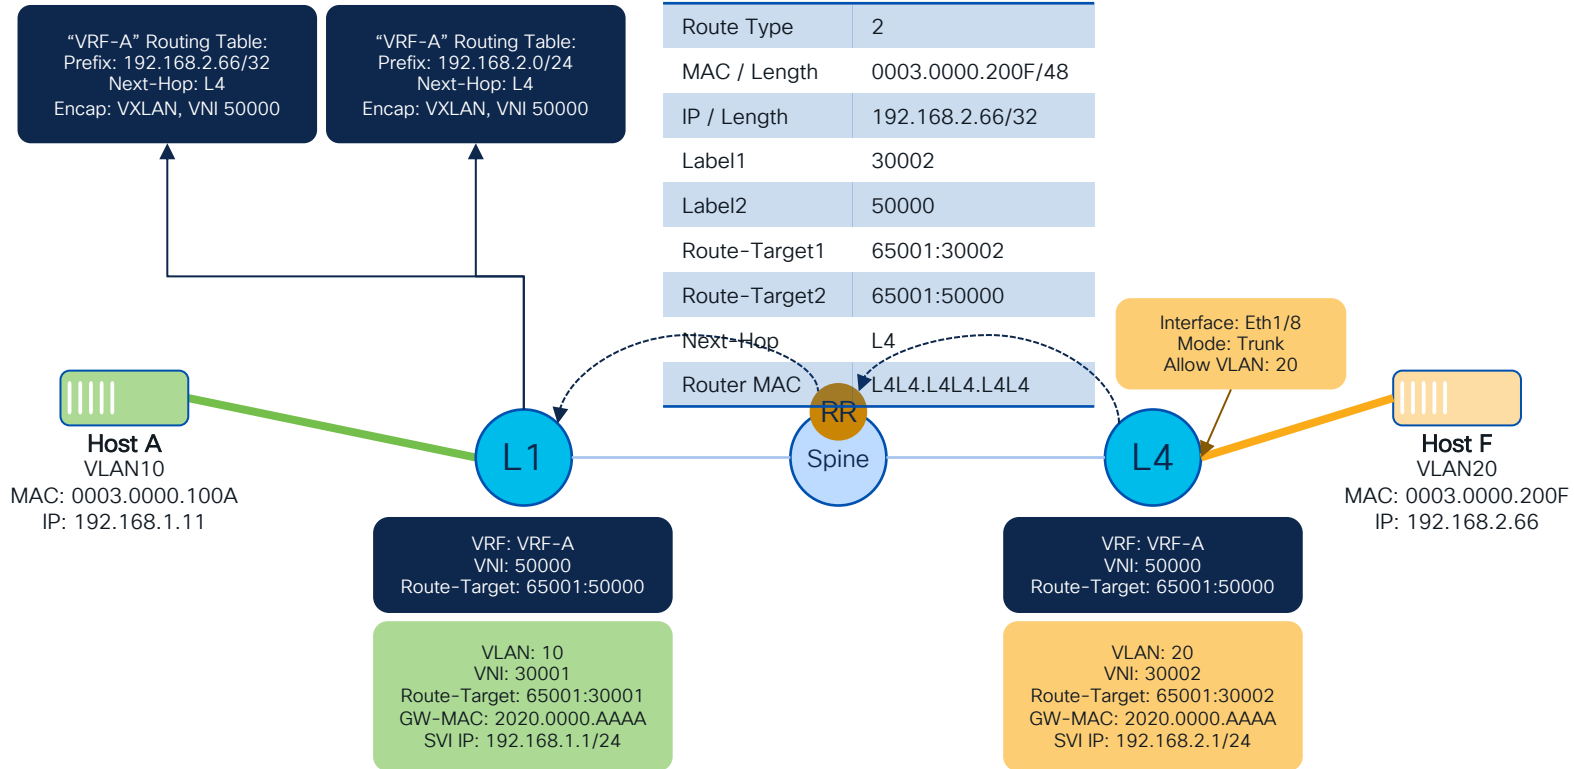 “VRF-A” Routing Table:
Prefix: 192.168.2.66/32
Next-Hop: L4
Encap: VXLAN, VNI 50000
“VRF-A” Routing Table:
Prefix: 192.168.2.0/24
Next-Hop: L4
Encap: VXLAN, VNI 50000
Route Type 2
MAC / Length 0003.0000.200F/48
IP / Length 192.168.2.66/32
Label1 30002
Label2 50000
Route-Target1 65001:30002
Route-Target2 65001:50000
Next-Hop L4
Router MAC L4L4.L4L4.L4L4
Interface: Eth1/8
Mode: Trunk
Allow VLAN: 20
Host A
VLAN10
MAC: 0003.0000.100A
IP: 192.168.1.11
L1
RR
Spine
L4
Host F
VLAN20
MAC: 0003.0000.200F
IP: 192.168.2.66
VRF: VRF-A
VNI: 50000
Route-Target: 65001:50000
VLAN: 10
VNI: 30001
Route-Target: 65001:30001
GW-MAC: 2020.0000.AAAA
SVI IP: 192.168.1.1/24
VRF: VRF-A
VNI: 50000
Route-Target: 65001:50000
VLAN: 20
VNI: 30002
Route-Target: 65001:30002
GW-MAC: 2020.0000.AAAA
SVI IP: 192.168.2.1/24